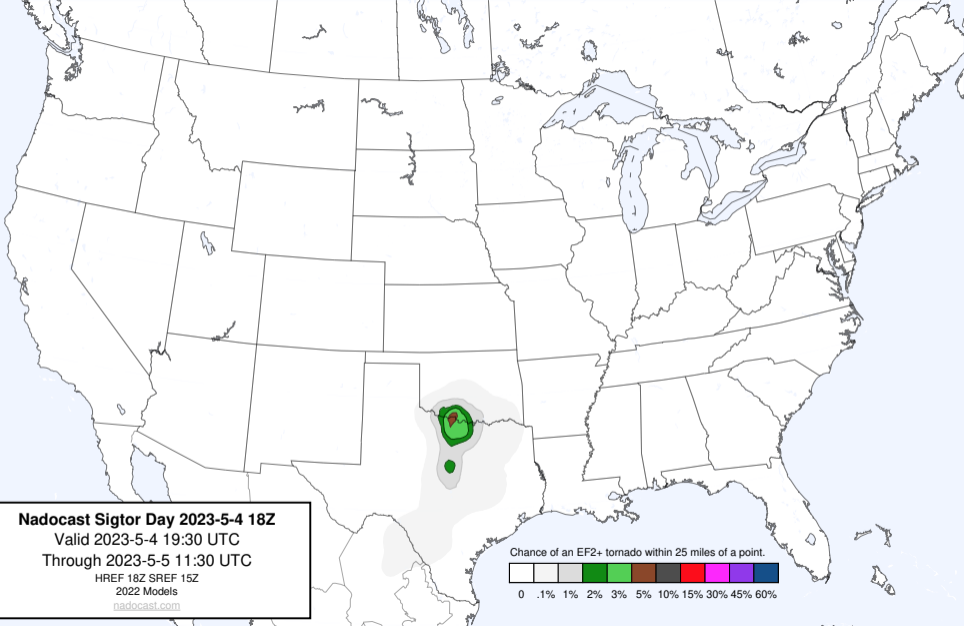 Nadocast Sigtor Day 2023-5-4 18Z
Valid 2023-5-4 19:30 UTC
Through 2023-5-5 11:30 UTC
HREF 18Z SREF 15Z
2022 Models
nadocast.com
Chance of an EF2+ tornado within 25 miles of a point.
0 .1% 1% 2% 3% 5% 10% 15% 30% 45% 60%